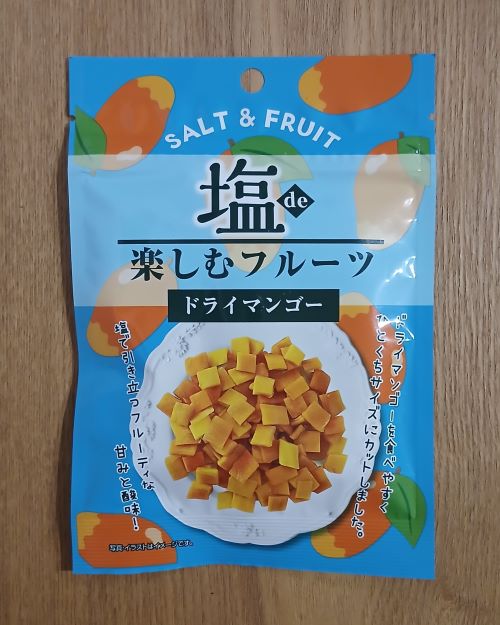 SALT & FRUIT
塩de
楽しむフルーツ
ドライマンゴー
ドライマンゴーを食べやすく
ひとくちサイズにカットしました。
塩で引き立つフルーティな
甘みと酸味!
写真・イラストはイメージです。